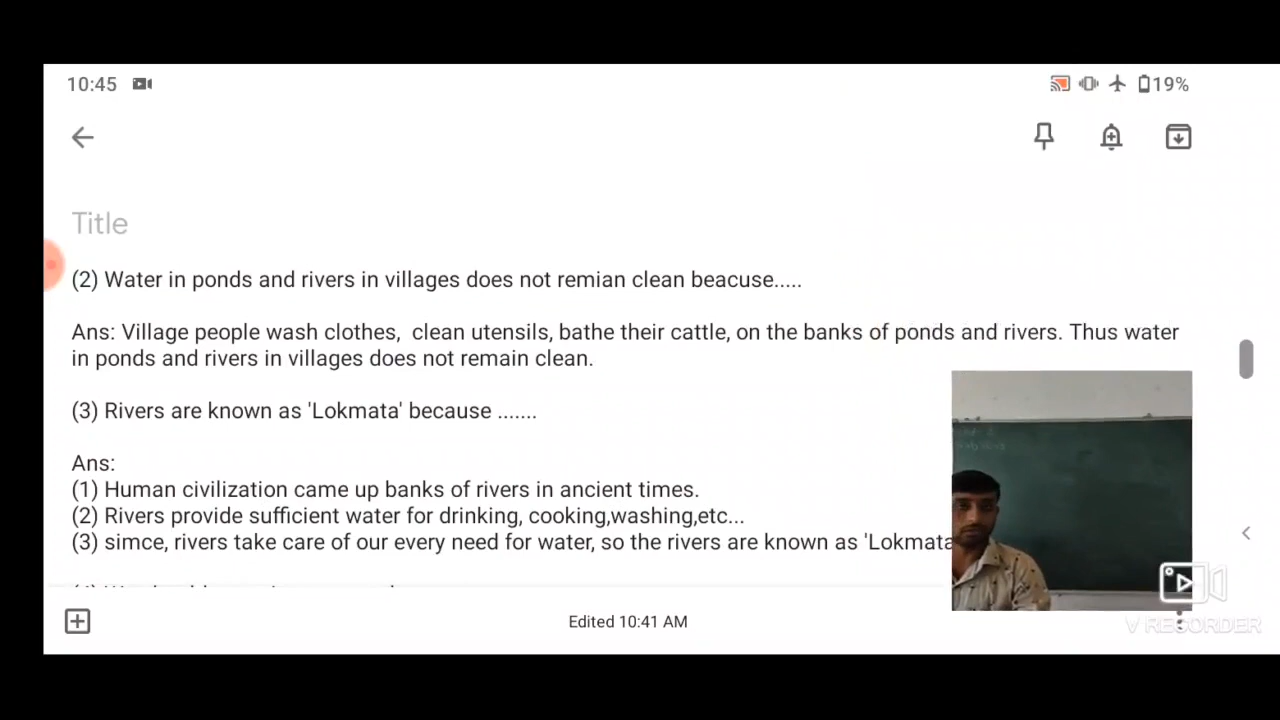 10:45
19%
Title
(2) Water in ponds and rivers in villages does not remian clean beacuse.....
Ans: Village people wash clothes, clean utensils, bathe their cattle, on the banks of ponds and rivers. Thus water
in ponds and rivers in villages does not remain clean.
(3) Rivers are known as 'Lokmata' because .......
Ans:
(1) Human civilization came up banks of rivers in ancient times.
(2) Rivers provide sufficient water for drinking, cooking,washing,etc...
(3) simce, rivers take care of our every need for water, so the rivers are known as 'Lokmata
Edited 10:41 AM
V RECORDER